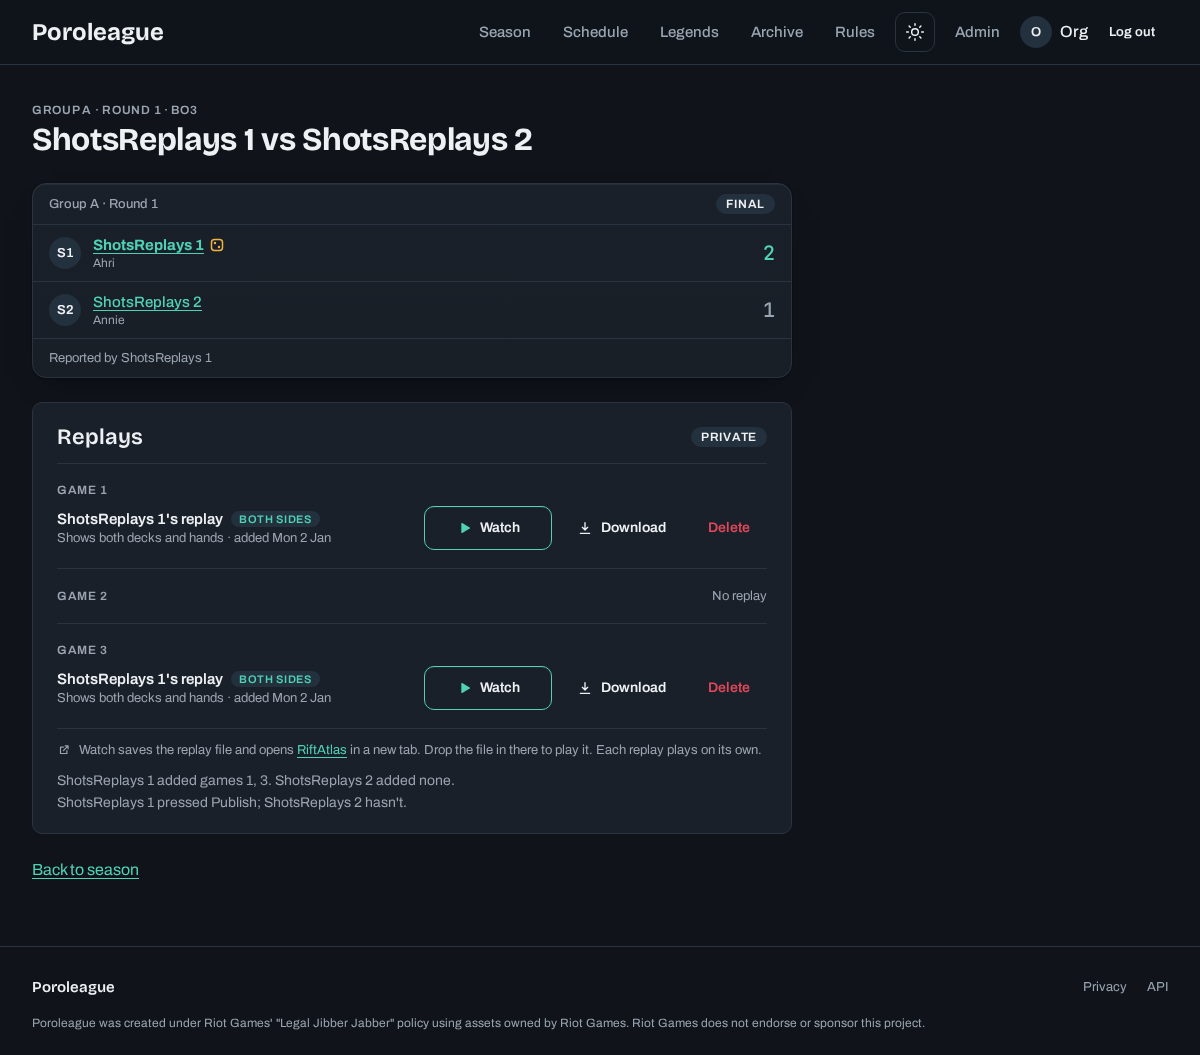 Poroleague
Season Schedule Legends Archive Rules Admin O Org Log out
GROUP A · ROUND 1 · BO3
ShotsReplays 1 vs ShotsReplays 2
Group A · Round 1 FINAL
S1 ShotsReplays 1 2
Ahri
S2 ShotsReplays 2 1
Annie
Reported by ShotsReplays 1
Replays PRIVATE
GAME 1
ShotsReplays 1's replay BOTH SIDES Watch Download Delete
Shows both decks and hands · added Mon 2 Jan
GAME 2 No replay
GAME 3
ShotsReplays 1's replay BOTH SIDES Watch Download Delete
Shows both decks and hands · added Mon 2 Jan
Watch saves the replay file and opens RiftAtlas in a new tab. Drop the file in there to play it. Each replay plays on its own.
ShotsReplays 1 added games 1, 3. ShotsReplays 2 added none.
ShotsReplays 1 pressed Publish; ShotsReplays 2 hasn't.
Back to season
Poroleague Privacy API
Poroleague was created under Riot Games' "Legal Jibber Jabber" policy using assets owned by Riot Games. Riot Games does not endorse or sponsor this project.